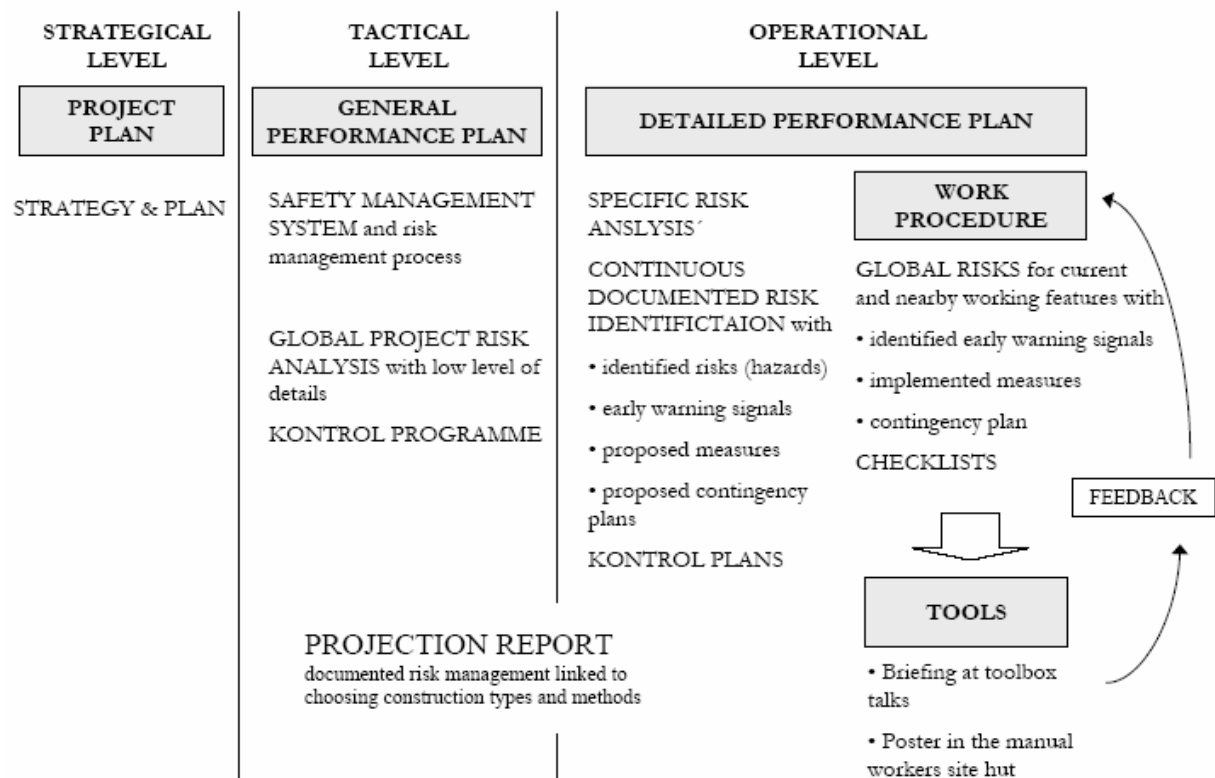 STRATEGICAL
LEVEL
PROJECT
PLAN
STRATEGY & PLAN
TACTICAL
LEVEL
GENERAL
PERFORMANCE PLAN
SAFETY MANAGEMENT
SYSTEM and risk
management process
GLOBAL PROJECT RISK
ANALYSIS with low level of
details
KONTROL PROGRAMME
PROJECTION REPORT
documented risk management linked to
choosing construction types and methods
OPERATIONAL
LEVEL
DETAILED PERFORMANCE PLAN
SPECIFIC RISK
ANSLYSIS´
CONTINUOUS
DOCUMENTED RISK
IDENTIFICTAION with
• identified risks (hazards)
• early warning signals
• proposed measures
• proposed contingency
plans
KONTROL PLANS
WORK
PROCEDURE
GLOBAL RISKS for current
and nearby working features with
• identified early warning signals
• implemented measures
• contingency plan
CHECKLISTS
FEEDBACK
TOOLS
• Briefing at toolbox
talks
• Poster in the manual
workers site hut